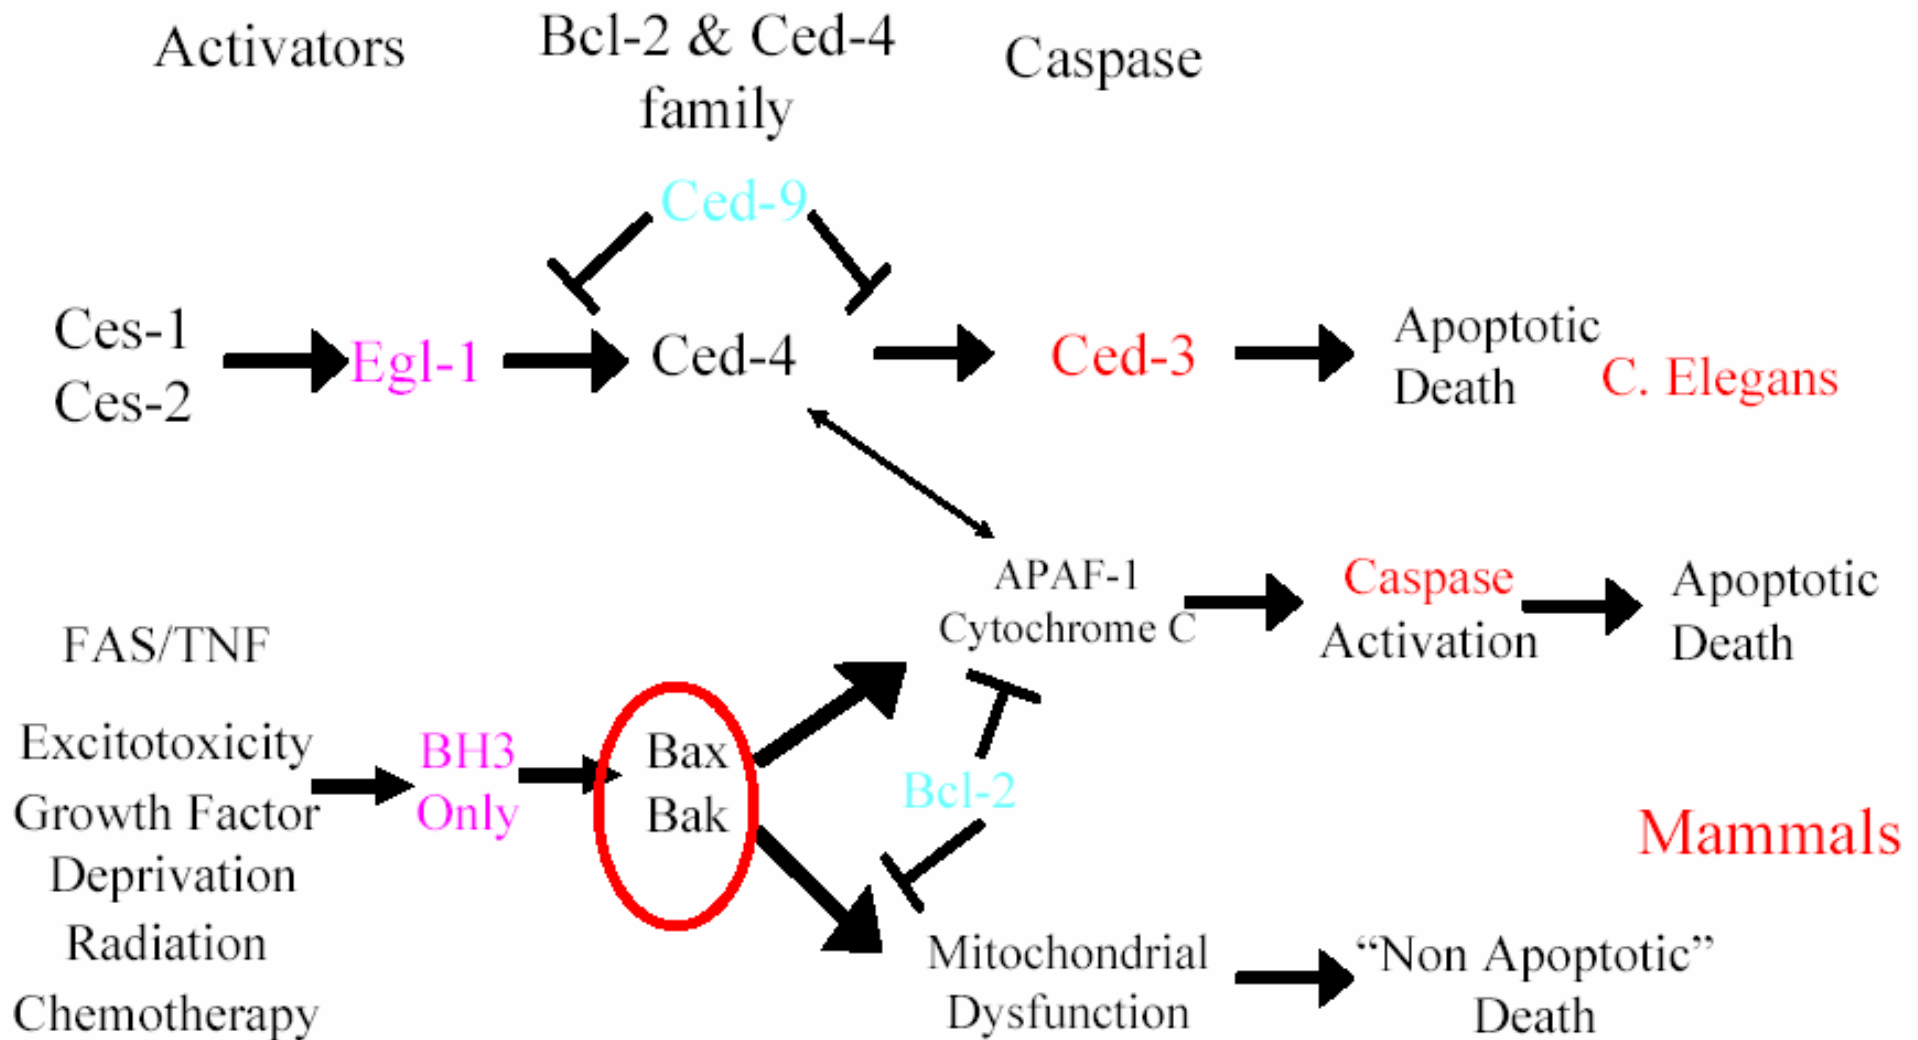 Activators
Bcl-2 & Ced-4
family
Caspase
Ced-9
Ces-1
Ces-2
Egl-1
Ced-4
Ced-3
Apoptotic
Death
C. Elegans
APAF-1
Cytochrome C
Caspase
Activation
Apoptotic
Death
FAS/TNF
Excitotoxicity
Growth Factor
Deprivation
Radiation
Chemotherapy
BH3
Only
Bax
Bak
Bcl-2
Mammals
Mitochondrial
Dysfunction
“Non Apoptotic”
Death